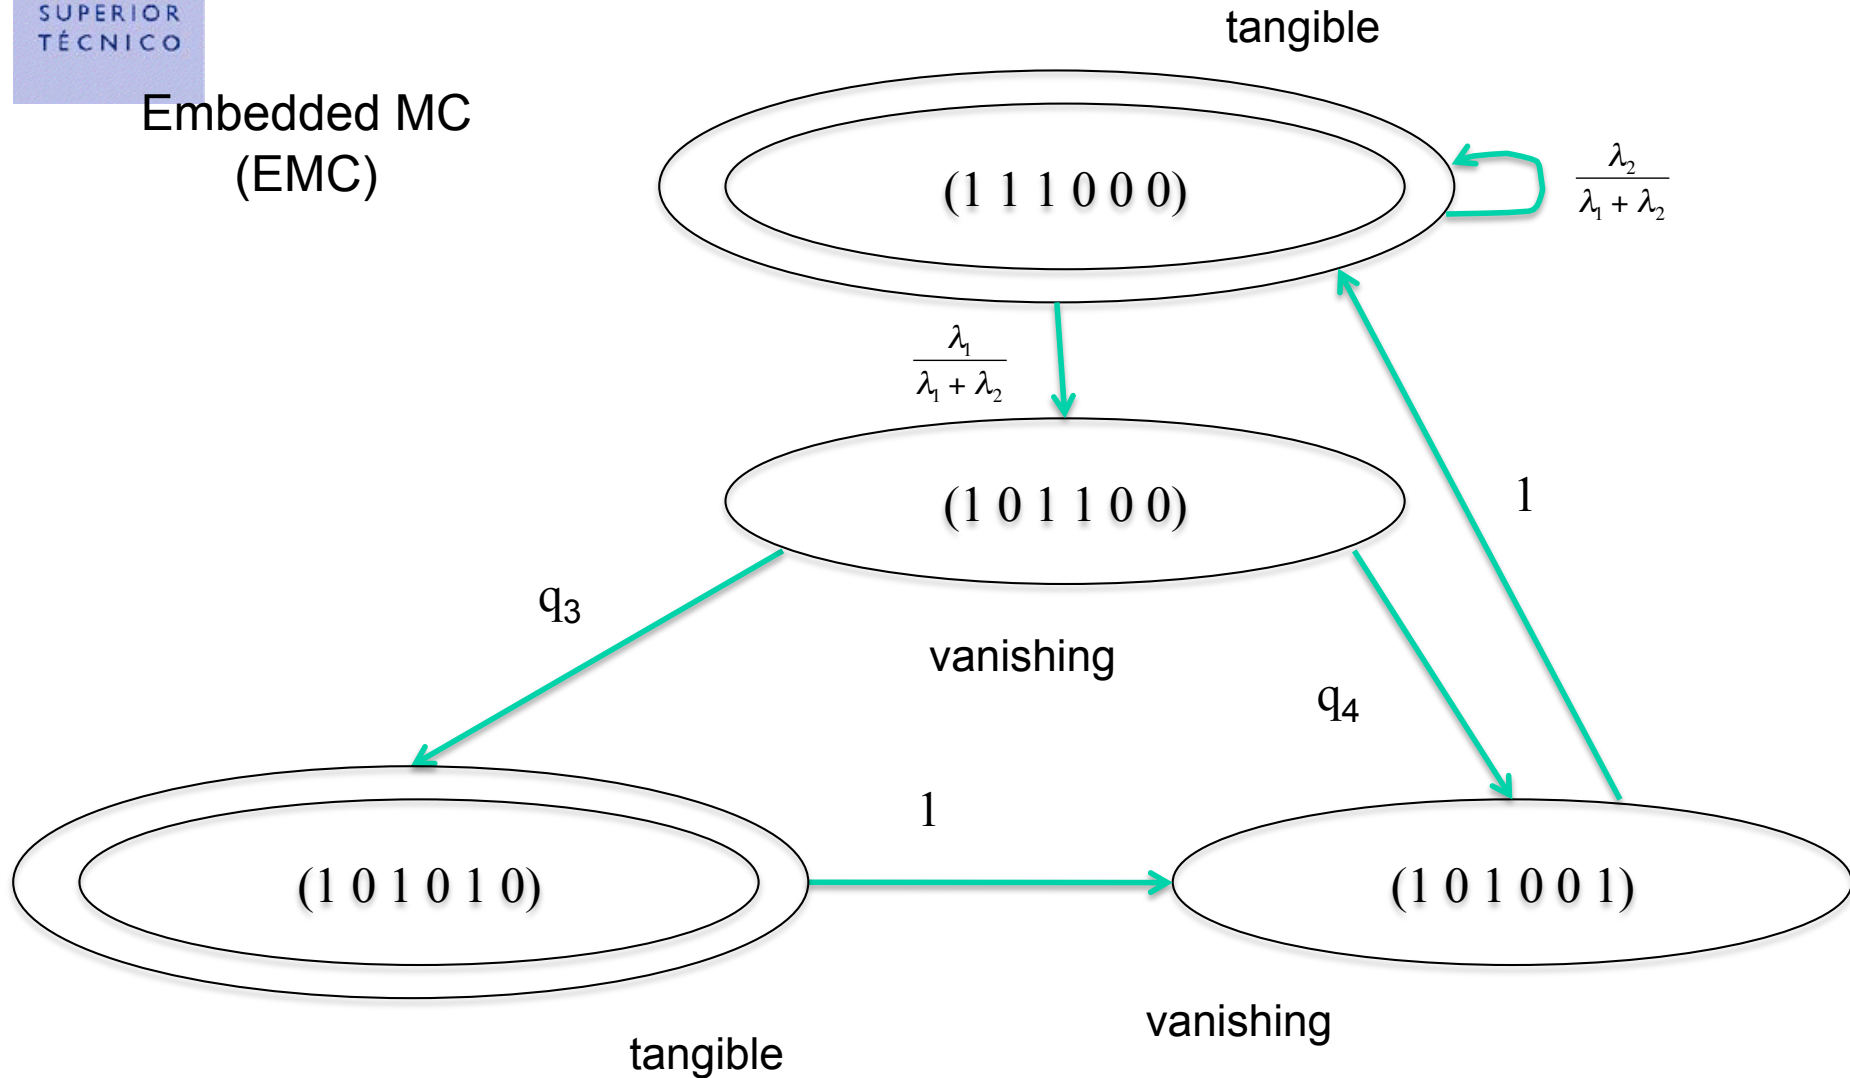 SUPERIOR
TÉCNICO
tangible
Embedded MC
(EMC)
(1 1 1 0 0 0)
λ₂
λ₁ + λ₂
λ₁
λ₁ + λ₂
(1 0 1 1 0 0)
1
q₃
vanishing
q₄
1
(1 0 1 0 1 0)
(1 0 1 0 0 1)
vanishing
tangible